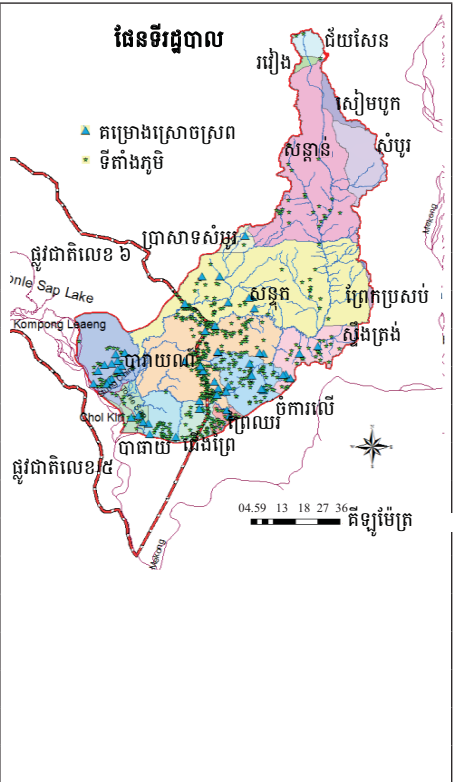 ផែនទីរដ្ឋបាល
ជ័យសែន
រវៀង
សៀមបូក
គម្រោងស្រោចស្រព
ទីតាំងភូមិ
សណ្តាន់
សំបូរ
Mekong
ប្រាសាទសំបូរ
ផ្លូវជាតិលេខ ៦
onle Sap Lake
សន្ទុក
ព្រែកប្រសប់
Kompong Leaeng
ស្ទឹងត្រង់
បារាយណ៍
Chol Kiri
ចំការលើ
ព្រៃឈរ
បាធាយ
ជើងព្រៃ
ផ្លូវជាតិលេខ ៥
04.59 13 18 27 36
គីឡូម៉ែត្រ
Mekong